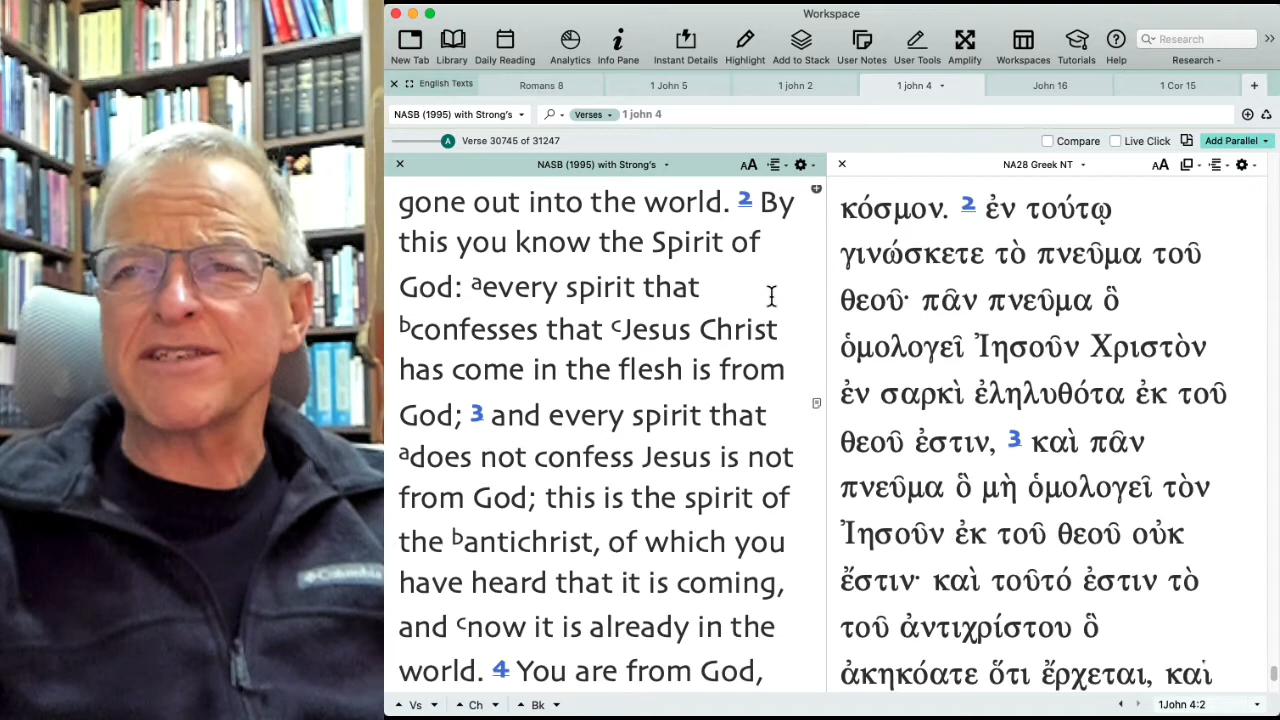 Workspace
New Tab Library Daily Reading Analytics Info Pane Instant Details Highlight Add to Stack User Notes User Tools Amplify Workspaces Tutorials Help Research
Research
English Texts Romans 8 1 John 5 1 john 2 1 john 4 John 16 1 Cor 15
NASB (1995) with Strong's Verses 1 john 4
Verse 30745 of 31247 Compare Live Click Add Parallel
NASB (1995) with Strong's AA
gone out into the world. 2 By
this you know the Spirit of
God: aevery spirit that
bconfesses that cJesus Christ
has come in the flesh is from
God; 3 and every spirit that
adoes not confess Jesus is not
from God; this is the spirit of
the bantichrist, of which you
have heard that it is coming,
and cnow it is already in the
world. 4 You are from God,
NA28 Greek NT AA
κόσμον. 2 ἐν τούτῳ
γινώσκετε τὸ πνεῦμα τοῦ
θεοῦ· πᾶν πνεῦμα ὃ
ὁμολογεῖ Ἰησοῦν Χριστὸν
ἐν σαρκὶ ἐληλυθότα ἐκ τοῦ
θεοῦ ἐστιν, 3 καὶ πᾶν
πνεῦμα ὃ μὴ ὁμολογεῖ τὸν
Ἰησοῦν ἐκ τοῦ θεοῦ οὐκ
ἔστιν· καὶ τοῦτό ἐστιν τὸ
τοῦ ἀντιχρίστου ὃ
ἀκηκόατε ὅτι ἔρχεται, καὶ
Vs Ch Bk 1John 4:2
Columbia